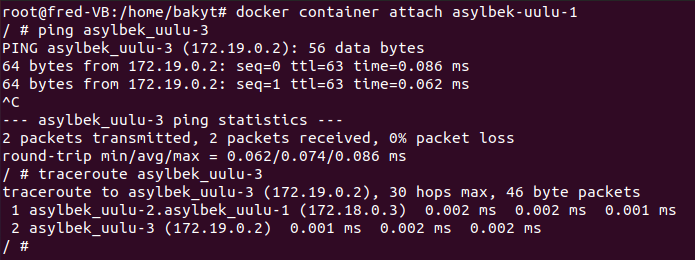 root@fred-VB:/home/bakyt# docker container attach asylbek-uulu-1
/ # ping asylbek_uulu-3
PING asylbek_uulu-3 (172.19.0.2): 56 data bytes
64 bytes from 172.19.0.2: seq=0 ttl=63 time=0.086 ms
64 bytes from 172.19.0.2: seq=1 ttl=63 time=0.062 ms
^C
--- asylbek_uulu-3 ping statistics ---
2 packets transmitted, 2 packets received, 0% packet loss
round-trip min/avg/max = 0.062/0.074/0.086 ms
/ # traceroute asylbek_uulu-3
traceroute to asylbek_uulu-3 (172.19.0.2), 30 hops max, 46 byte packets
 1  asylbek_uulu-2.asylbek_uulu-1 (172.18.0.3)  0.002 ms  0.002 ms  0.001 ms
 2  asylbek_uulu-3 (172.19.0.2)  0.001 ms  0.002 ms  0.002 ms
/ #